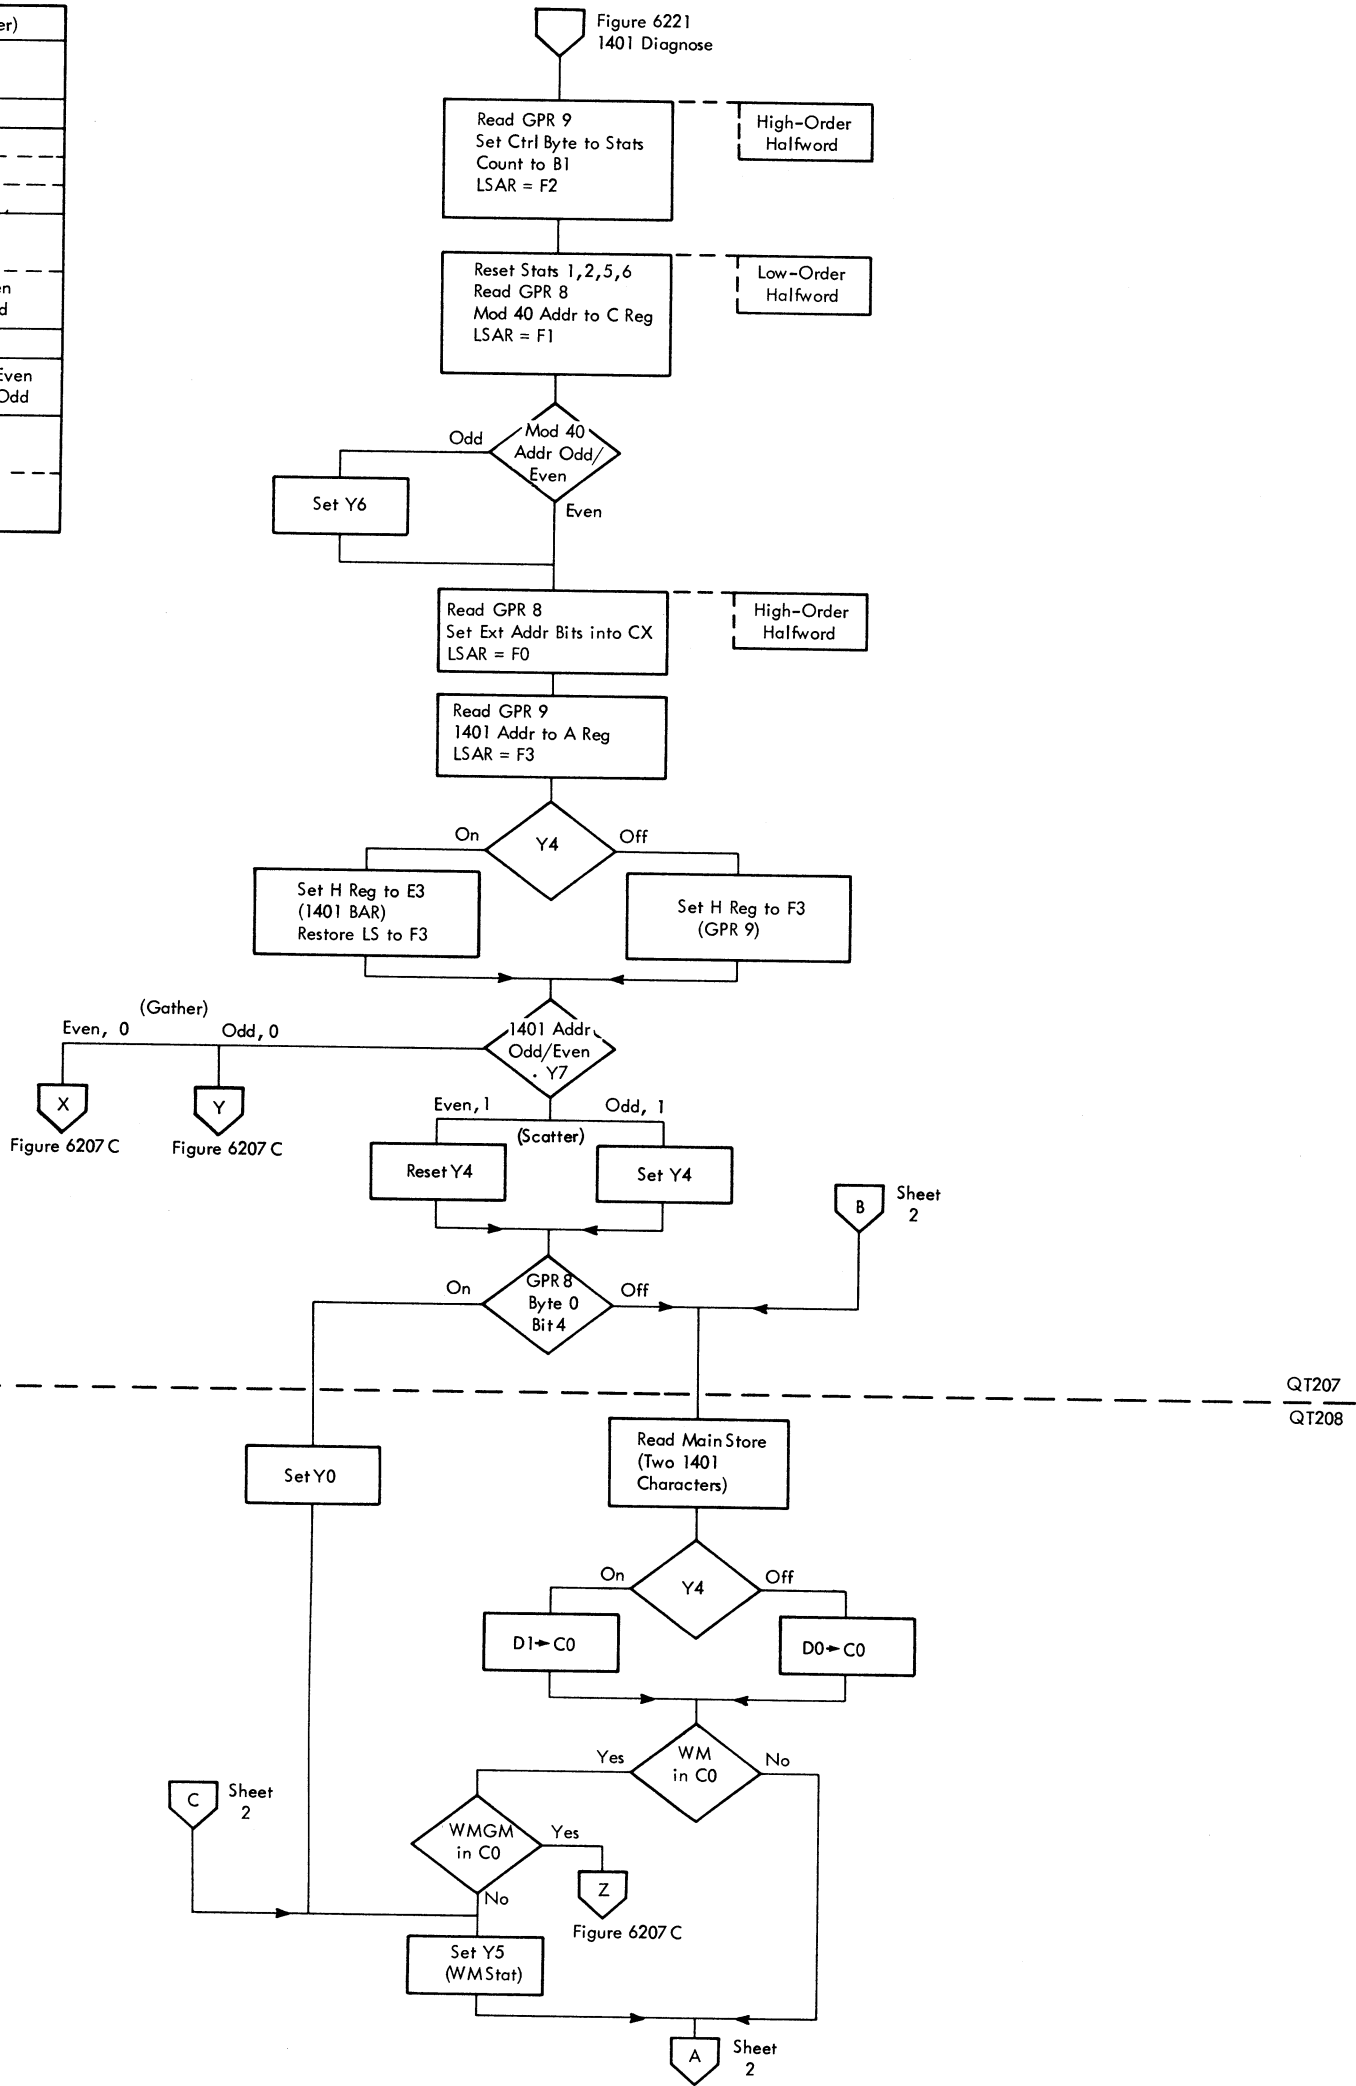 er)
en
d
Even
Odd
Figure 6221
1401 Diagnose
Read GPR 9
Set Ctrl Byte to Stats
Count to B1
LSAR = F2
High-Order
Halfword
Reset Stats 1,2,5,6
Read GPR 8
Mod 40 Addr to C Reg
LSAR = F1
Low-Order
Halfword
Mod 40
Addr Odd/
Even
Odd
Even
Set Y6
Read GPR 8
Set Ext Addr Bits into CX
LSAR = F0
High-Order
Halfword
Read GPR 9
1401 Addr to A Reg
LSAR = F3
Y4
On
Off
Set H Reg to E3
(1401 BAR)
Restore LS to F3
Set H Reg to F3
(GPR 9)
(Gather)
Even, 0
Odd, 0
1401 Addr
Odd/Even
. Y7
X
Figure 6207 C
Y
Figure 6207 C
Even, 1
Odd, 1
(Scatter)
Reset Y4
Set Y4
B
Sheet
2
On
GPR 8
Byte 0
Bit 4
Off
QT207
QT208
Set Y0
Read Main Store
(Two 1401
Characters)
On
Y4
Off
D1→C0
D0→C0
Yes
WM
in C0
No
C
Sheet
2
WMGM
in C0
Yes
No
Z
Figure 6207 C
Set Y5
(WM Stat)
A
Sheet
2